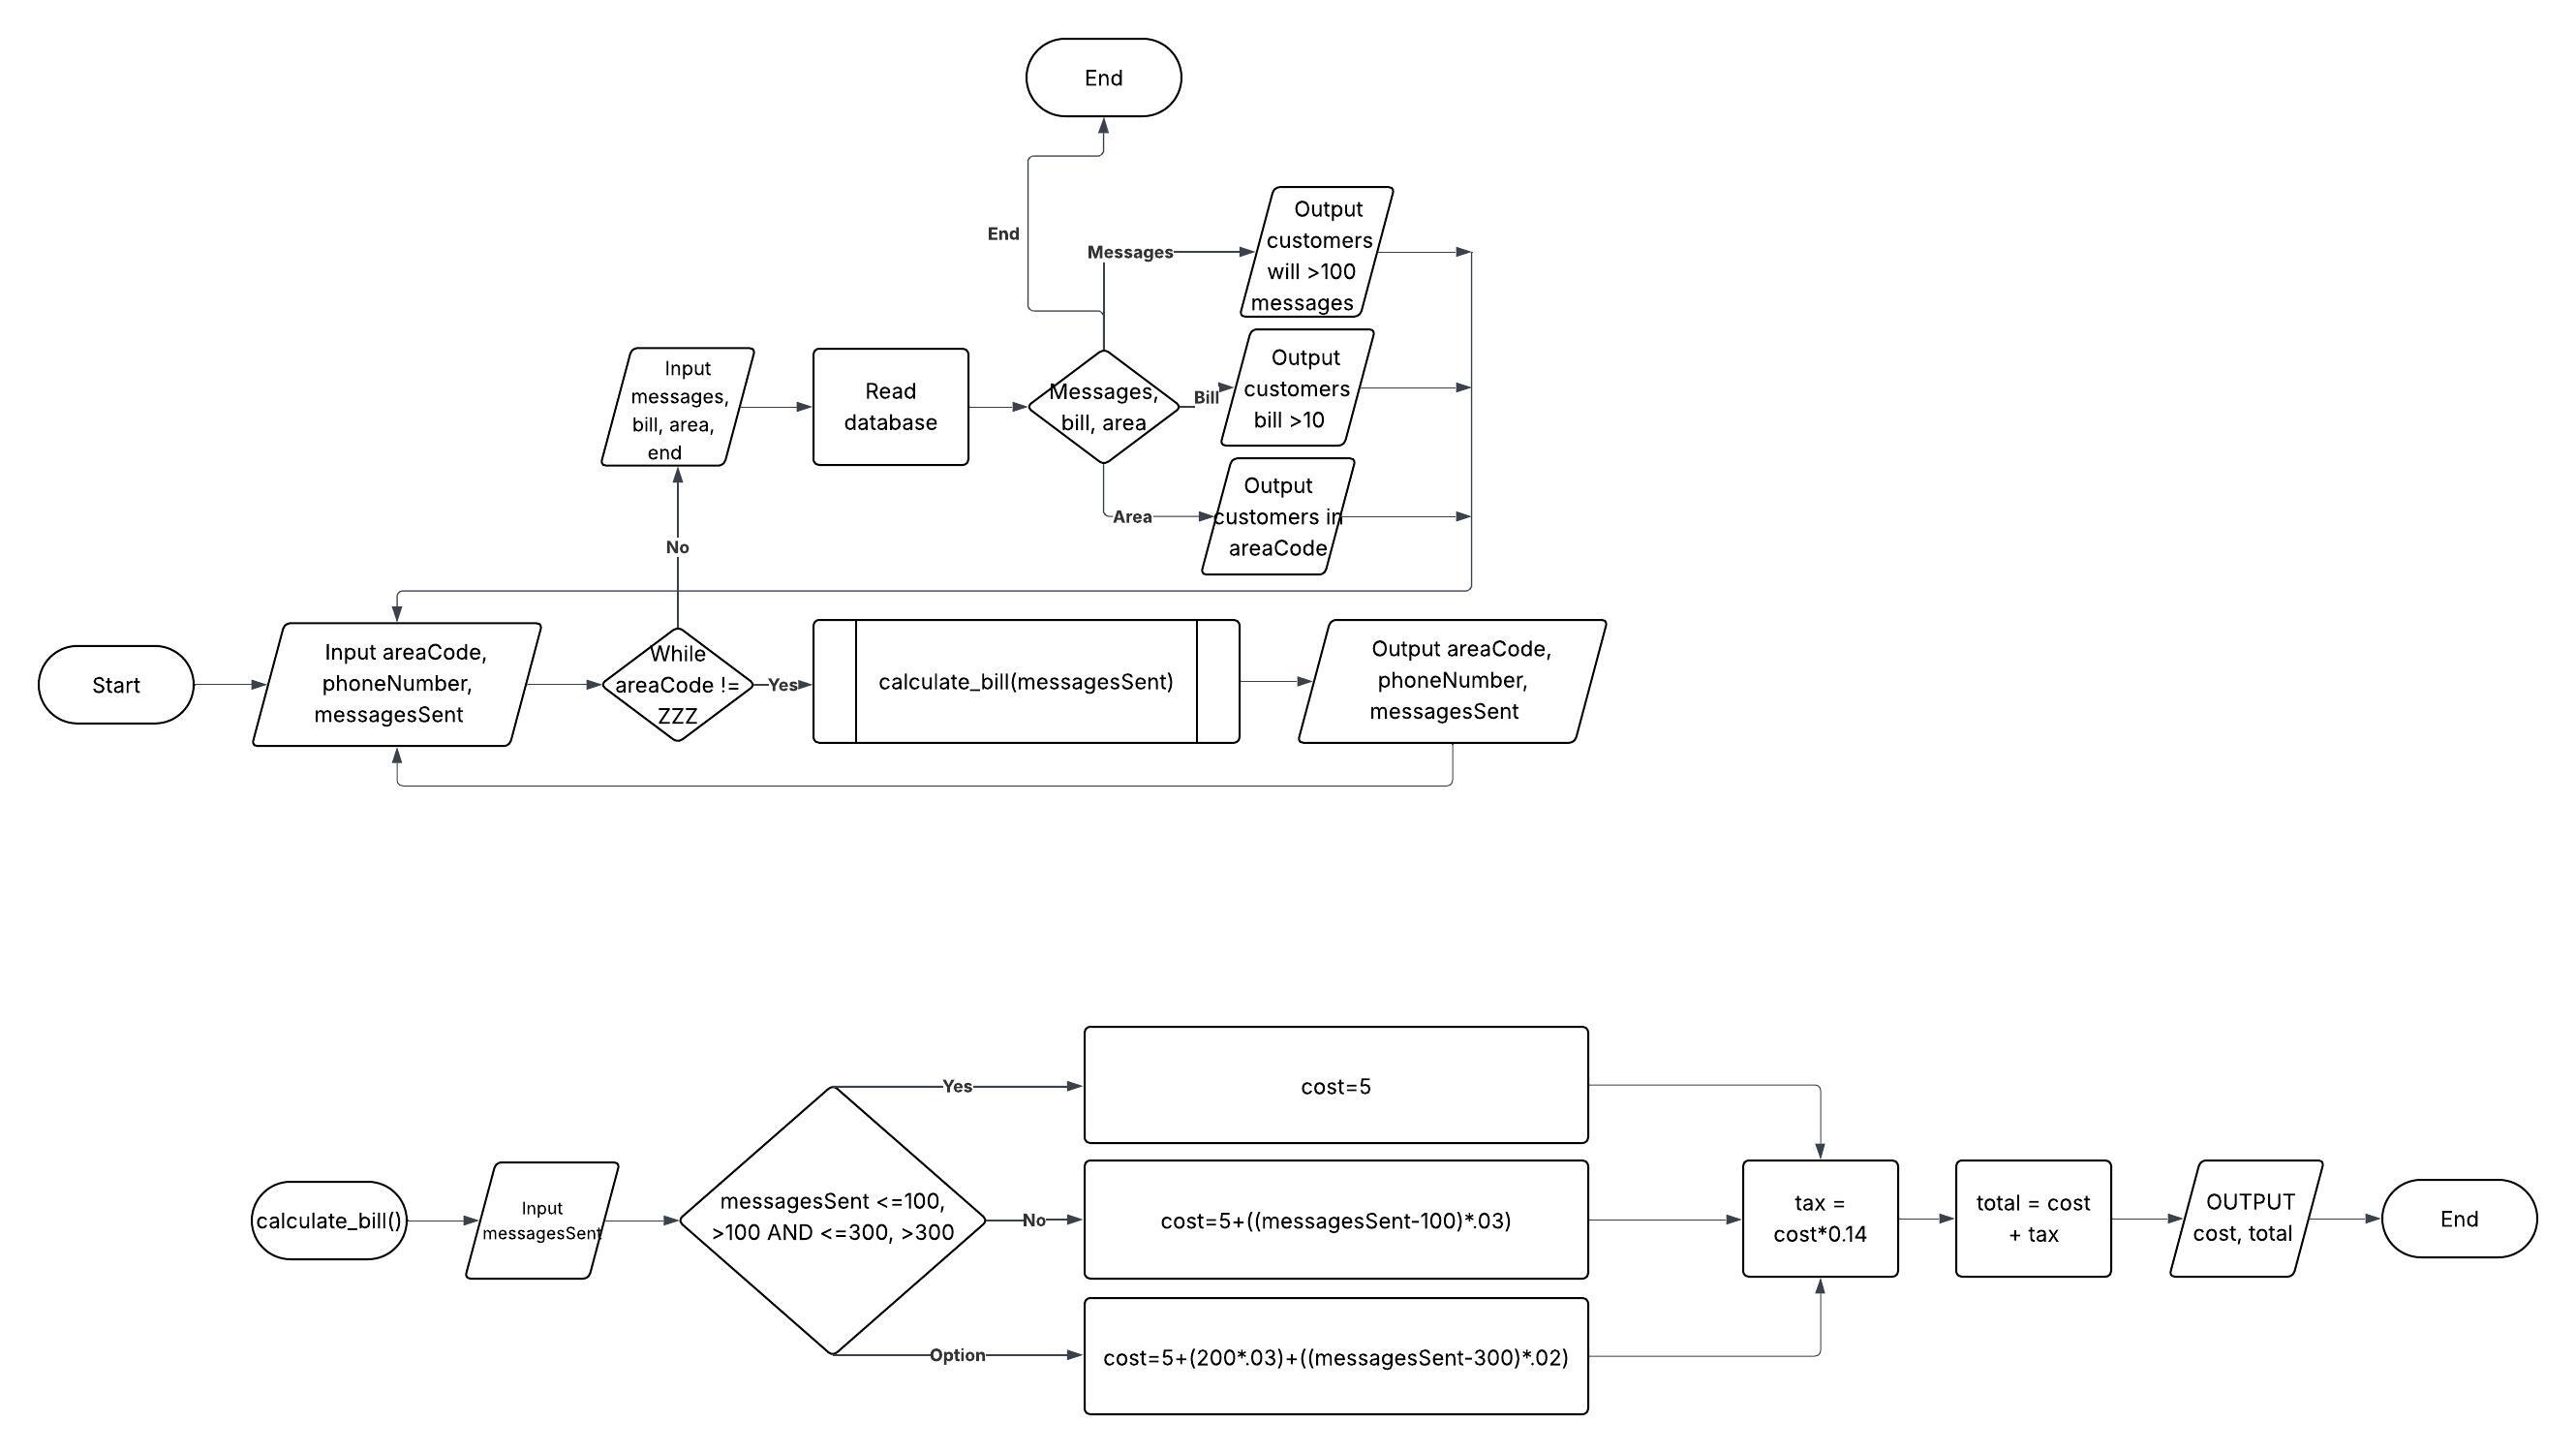 End
End
Messages
Output
customers
will >100
messages
Input
messages,
bill, area,
end
Read
database
Messages,
bill, area
Bill
Output
customers
bill >10
Area
Output
customers in
areaCode
No
Start
Input areaCode,
phoneNumber,
messagesSent
While
areaCode !=
ZZZ
Yes
calculate_bill(messagesSent)
Output areaCode,
phoneNumber,
messagesSent
calculate_bill()
Input
messagesSent
messagesSent <=100,
>100 AND <=300, >300
Yes
cost=5
No
cost=5+((messagesSent-100)*.03)
Option
cost=5+(200*.03)+((messagesSent-300)*.02)
tax =
cost*0.14
total = cost
+ tax
OUTPUT
cost, total
End